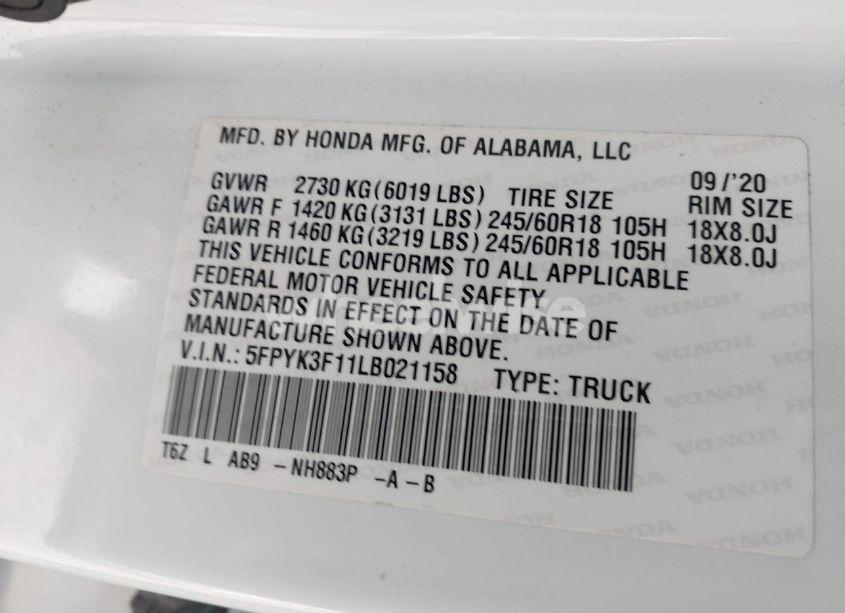 MFD. BY HONDA MFG. OF ALABAMA, LLC
09/'20
GVWR 2730 KG (6019 LBS) TIRE SIZE RIM SIZE
GAWR F 1420 KG (3131 LBS) 245/60R18 105H 18X8.0J
GAWR R 1460 KG (3219 LBS) 245/60R18 105H 18X8.0J
THIS VEHICLE CONFORMS TO ALL APPLICABLE
FEDERAL MOTOR VEHICLE SAFETY
STANDARDS IN EFFECT ON THE DATE OF
MANUFACTURE SHOWN ABOVE.
V.I.N.: 5FPYK3F11LB021158 TYPE: TRUCK
T6Z L AB9 -NH883P -A-B